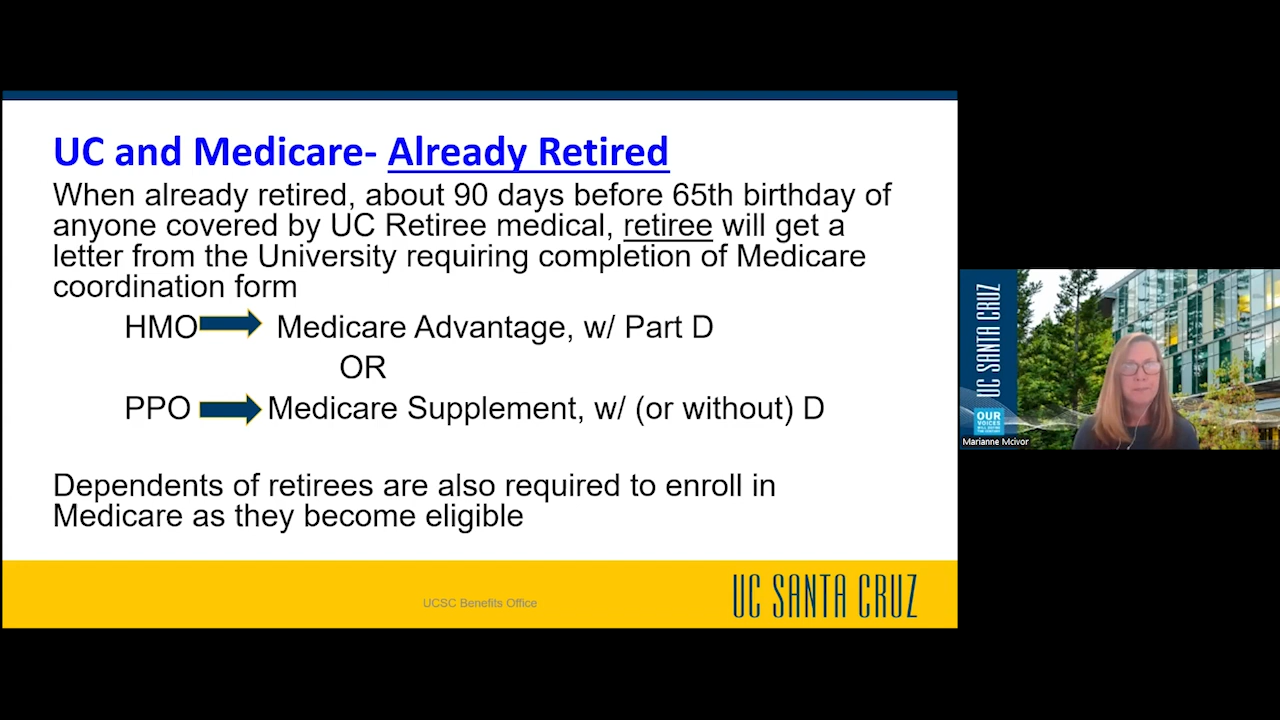 UC and Medicare- Already Retired
When already retired, about 90 days before 65th birthday of
anyone covered by UC Retiree medical, retiree will get a
letter from the University requiring completion of Medicare
coordination form
HMO Medicare Advantage, w/ Part D
OR
PPO Medicare Supplement, w/ (or without) D
Dependents of retirees are also required to enroll in
Medicare as they become eligible
UCSC Benefits Office
UC SANTA CRUZ
UC SANTA CRUZ
OUR
VOICES
Marianne Mcivor